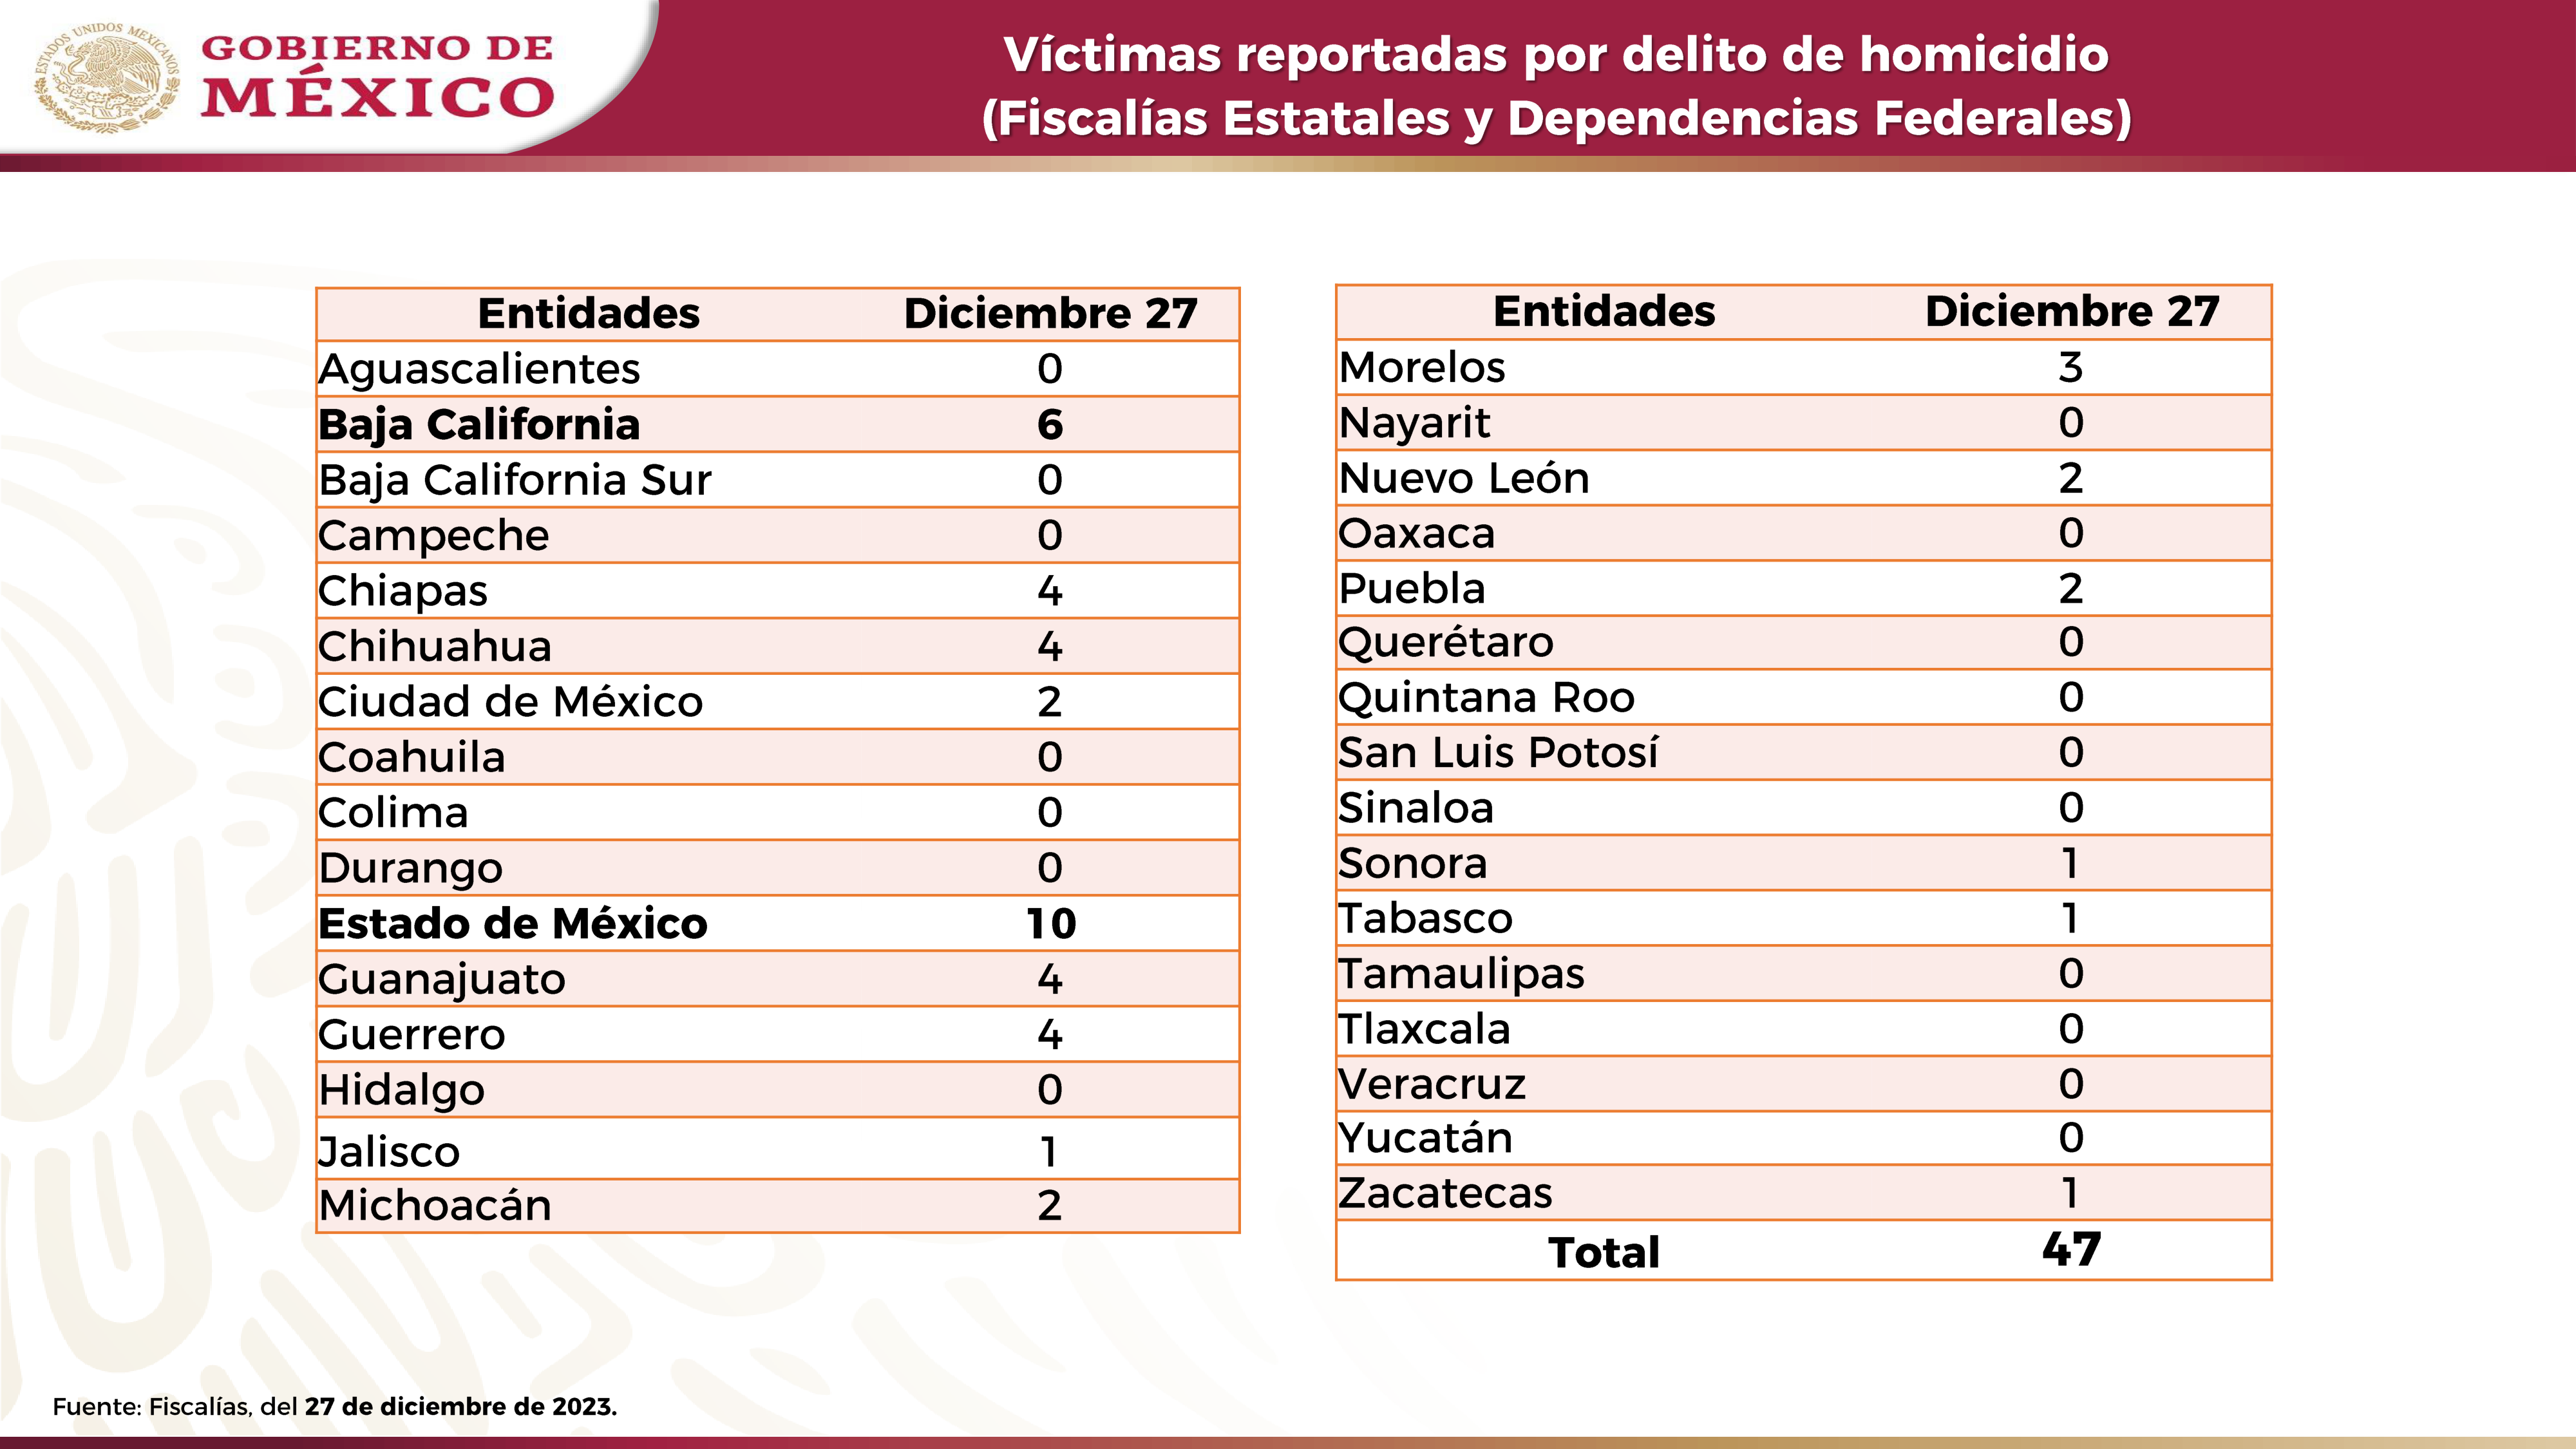 ESTADOS UNIDOS MEXICANOS
GOBIERNO DE
MÉXICO
Víctimas reportadas por delito de homicidio
(Fiscalías Estatales y Dependencias Federales)
Entidades Diciembre 27
Aguascalientes 0
Baja California 6
Baja California Sur 0
Campeche 0
Chiapas 4
Chihuahua 4
Ciudad de México 2
Coahuila 0
Colima 0
Durango 0
Estado de México 10
Guanajuato 4
Guerrero 4
Hidalgo 0
Jalisco 1
Michoacán 2
Entidades Diciembre 27
Morelos 3
Nayarit 0
Nuevo León 2
Oaxaca 0
Puebla 2
Querétaro 0
Quintana Roo 0
San Luis Potosí 0
Sinaloa 0
Sonora 1
Tabasco 1
Tamaulipas 0
Tlaxcala 0
Veracruz 0
Yucatán 0
Zacatecas 1
Total 47
Fuente: Fiscalías, del 27 de diciembre de 2023.